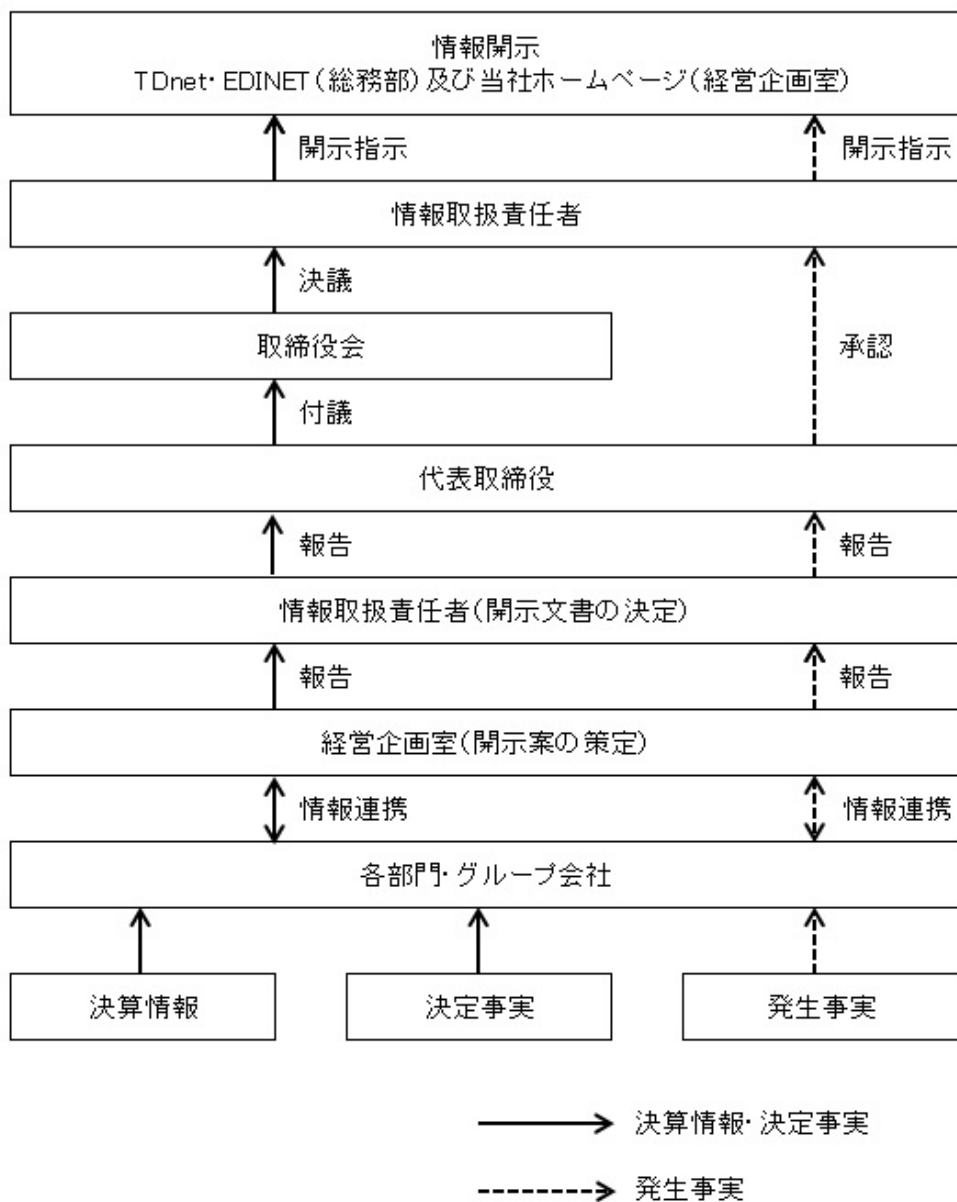 情報開示
TDnet・EDINET(総務部)及び当社ホームページ(経営企画室)
開示指示
開示指示
情報取扱責任者
決議
取締役会
承認
付議
代表取締役
報告
報告
情報取扱責任者(開示文書の決定)
報告
報告
経営企画室(開示案の策定)
情報連携
情報連携
各部門・グループ会社
決算情報
決定事実
発生事実
決算情報・決定事実
発生事実